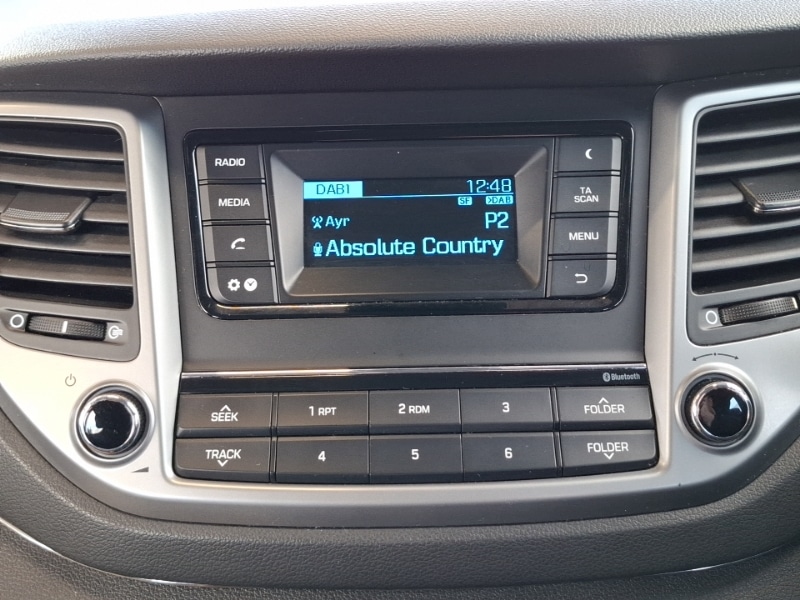 RADIO
MEDIA
DAB1 12:48
SF >DAB
Ayr P2
Absolute Country
TA
SCAN
MENU
Bluetooth
SEEK
1 RPT
2 RDM
3
FOLDER
TRACK
4
5
6
FOLDER